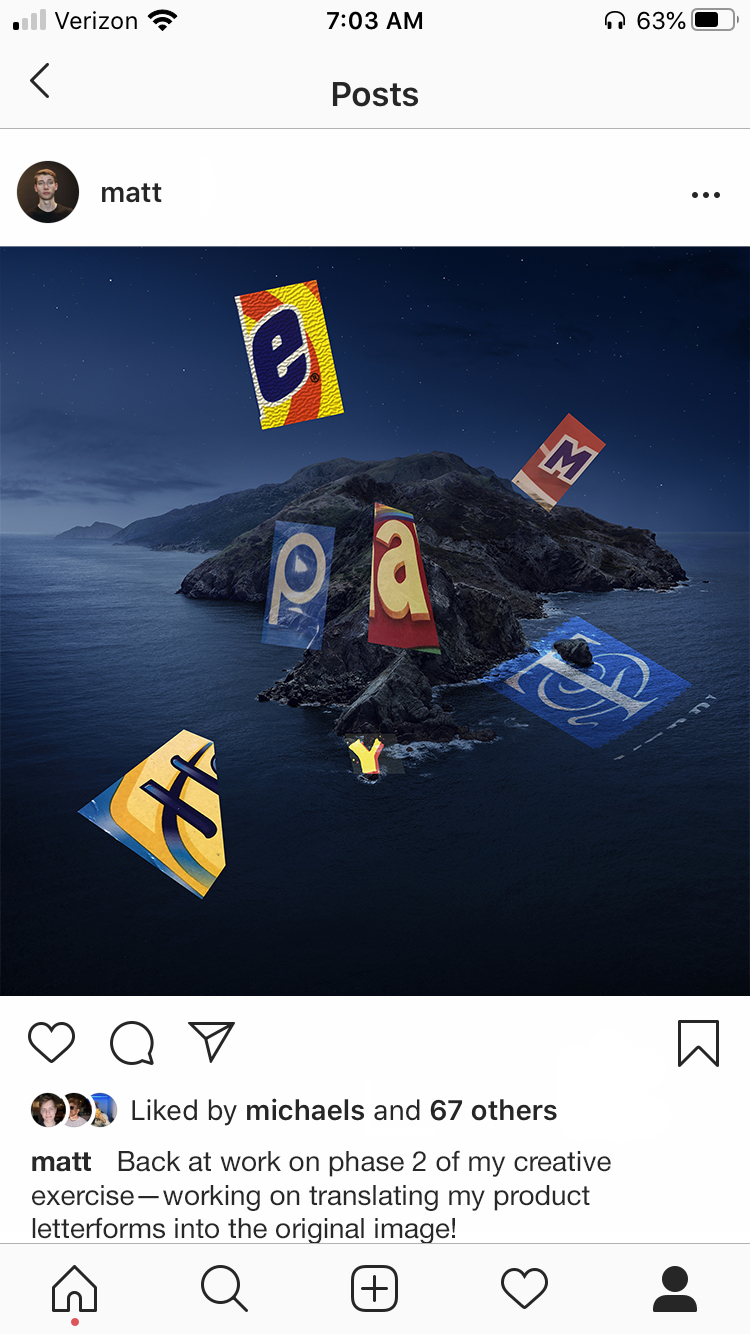 Verizon 7:03 AM 63%
Posts
matt
e ®
M
p a
T
H
Y
Liked by michaels and 67 others
matt Back at work on phase 2 of my creative
exercise—working on translating my product
letterforms into the original image!